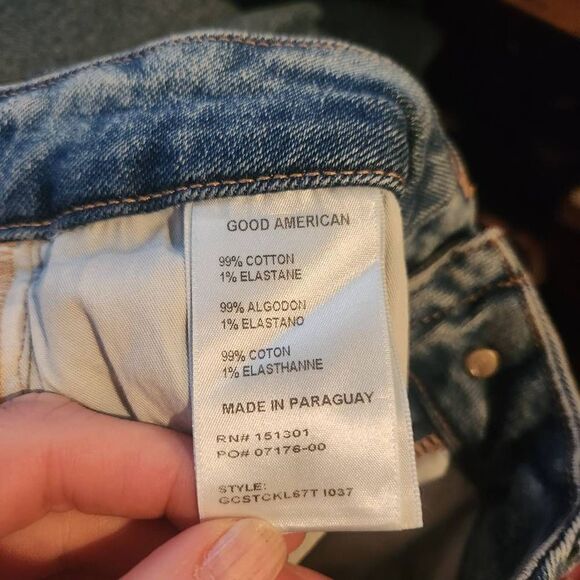 GOOD AMERICAN
99% COTTON
1% ELASTANE
99% ALGODON
1% ELASTANO
99% COTON
1% ELASTHANNE
MADE IN PARAGUAY
RN# 151301
PO# 07176-00
STYLE:
GCSTCKL67T I037